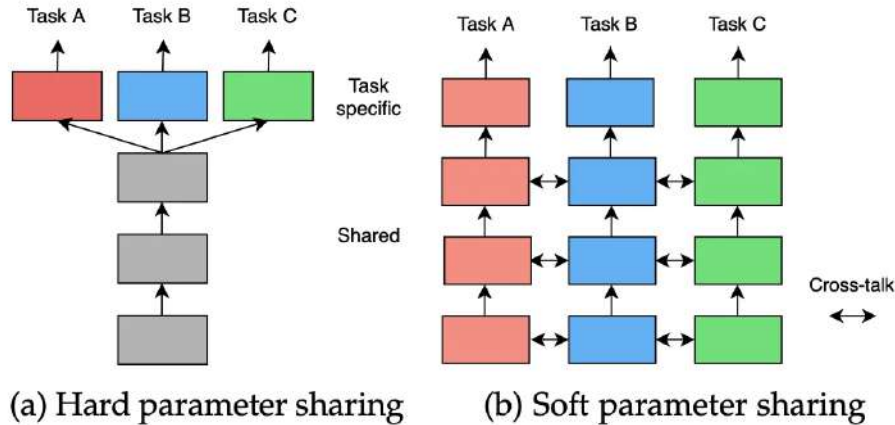 Task A Task B Task C
Task A Task B Task C
Task
specific
Shared
Cross-talk
(a) Hard parameter sharing
(b) Soft parameter sharing